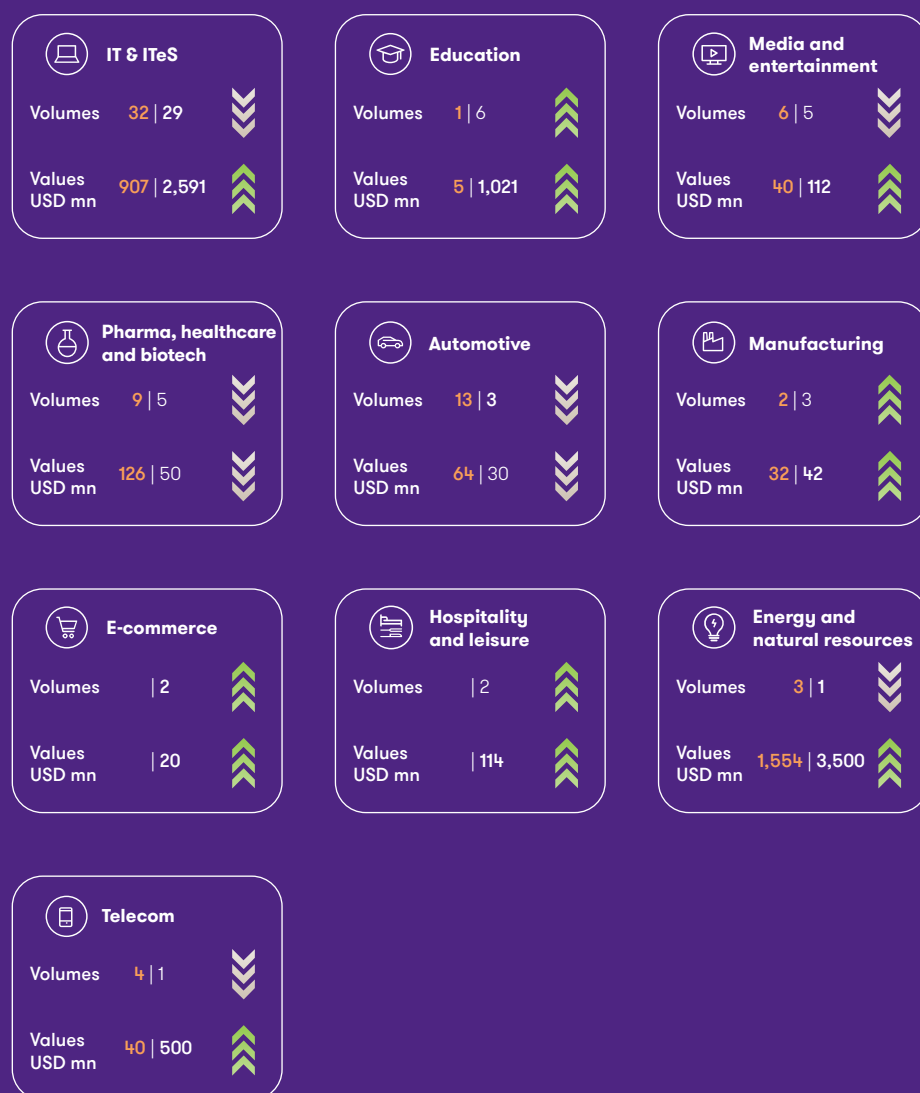 IT & ITeS
Volumes 32 | 29
Values
USD mn 907 | 2,591
Education
Volumes 1 | 6
Values
USD mn 5 | 1,021
Media and
entertainment
Volumes 6 | 5
Values
USD mn 40 | 112
Pharma, healthcare
and biotech
Volumes 9 | 5
Values
USD mn 126 | 50
Automotive
Volumes 13 | 3
Values
USD mn 64 | 30
Manufacturing
Volumes 2 | 3
Values
USD mn 32 | 42
E-commerce
Volumes | 2
Values
USD mn | 20
Hospitality
and leisure
Volumes | 2
Values
USD mn | 114
Energy and
natural resources
Volumes 3 | 1
Values
USD mn 1,554 | 3,500
Telecom
Volumes 4 | 1
Values
USD mn 40 | 500